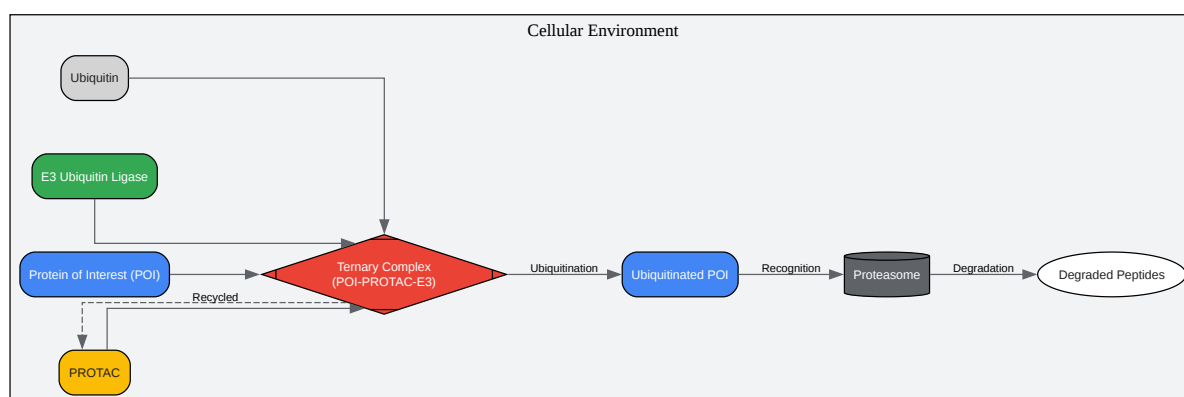 Cellular Environment
Ubiquitin
E3 Ubiquitin Ligase
Protein of Interest (POI)
Ternary Complex
(POI-PROTAC-E3)
Ubiquitination
Ubiquitinated POI
Recognition
Proteasome
Degradation
Degraded Peptides
Recycled
PROTAC